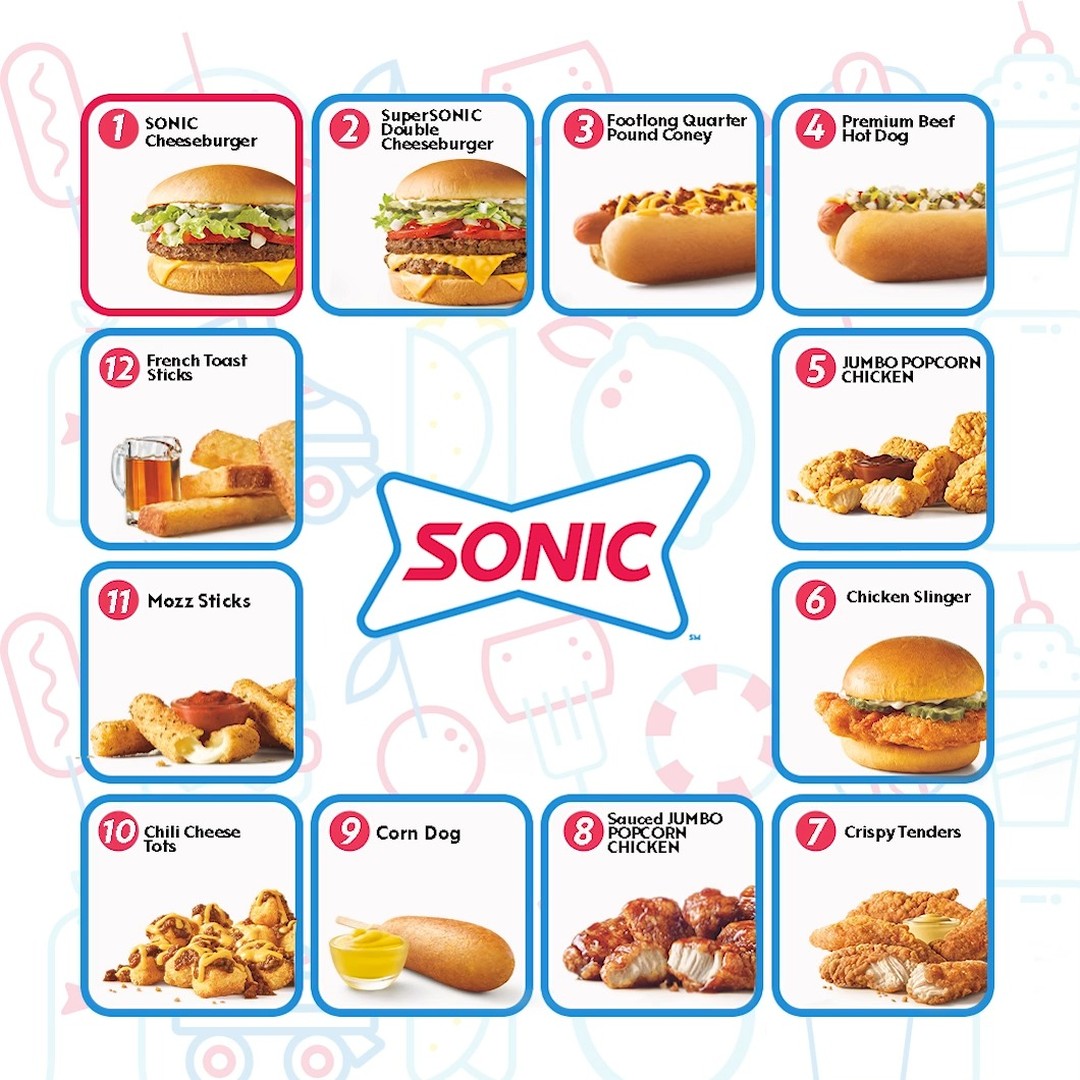 1 SONIC
Cheeseburger
2 SuperSONIC
Double
Cheeseburger
3 Footlong Quarter
Pound Coney
4 Premium Beef
Hot Dog
12 French Toast
Sticks
5 JUMBO POPCORN
CHICKEN
SONIC
SM
11 Mozz Sticks
6 Chicken Slinger
10 Chili Cheese
Tots
9 Corn Dog
8 Sauced JUMBO
POPCORN
CHICKEN
7 Crispy Tenders